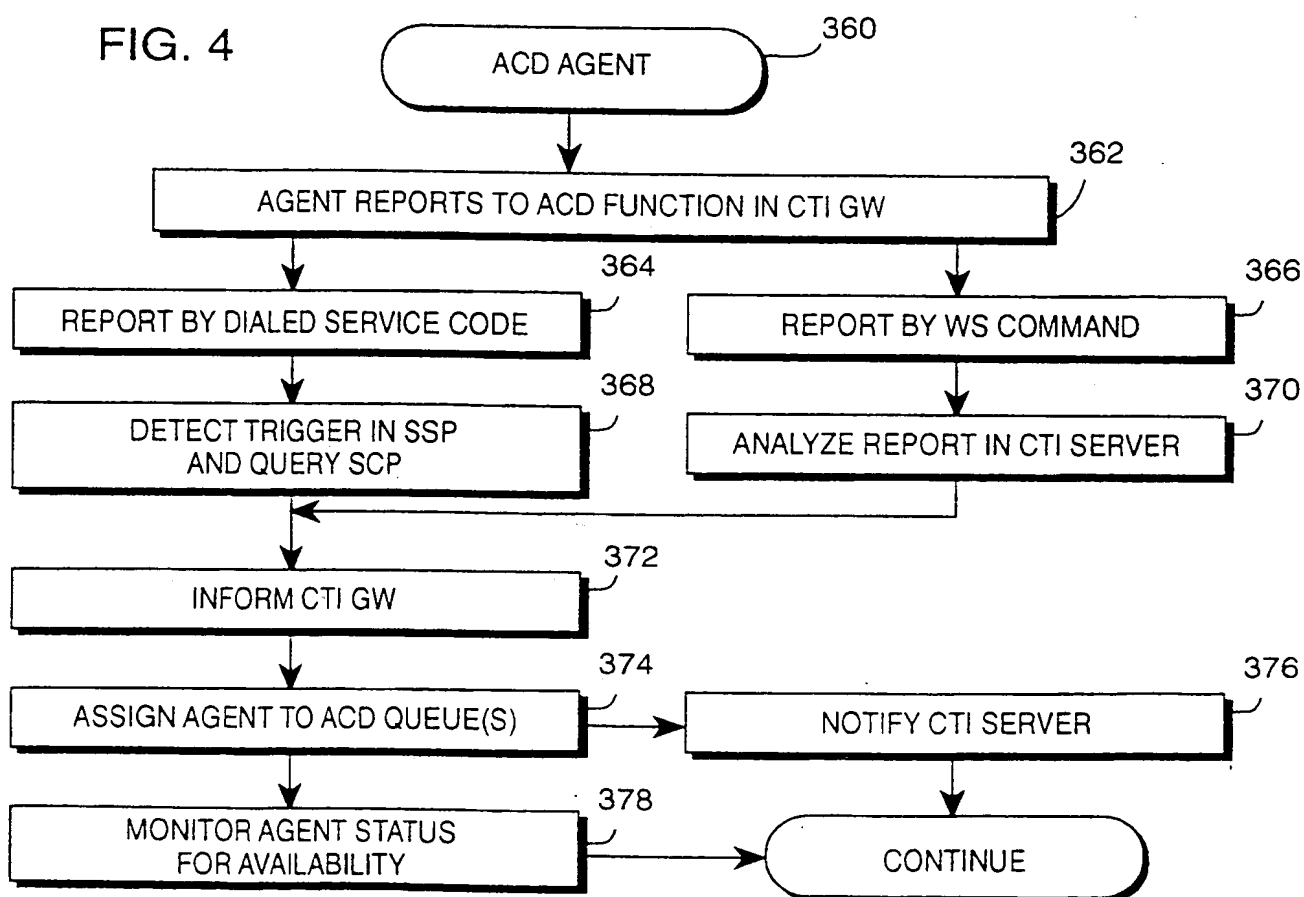 FIG. 4
360
ACD AGENT
362
AGENT REPORTS TO ACD FUNCTION IN CTI GW
364
REPORT BY DIALED SERVICE CODE
366
REPORT BY WS COMMAND
368
DETECT TRIGGER IN SSP
AND QUERY SCP
370
ANALYZE REPORT IN CTI SERVER
372
INFORM CTI GW
374
ASSIGN AGENT TO ACD QUEUE(S)
376
NOTIFY CTI SERVER
378
MONITOR AGENT STATUS
FOR AVAILABILITY
CONTINUE